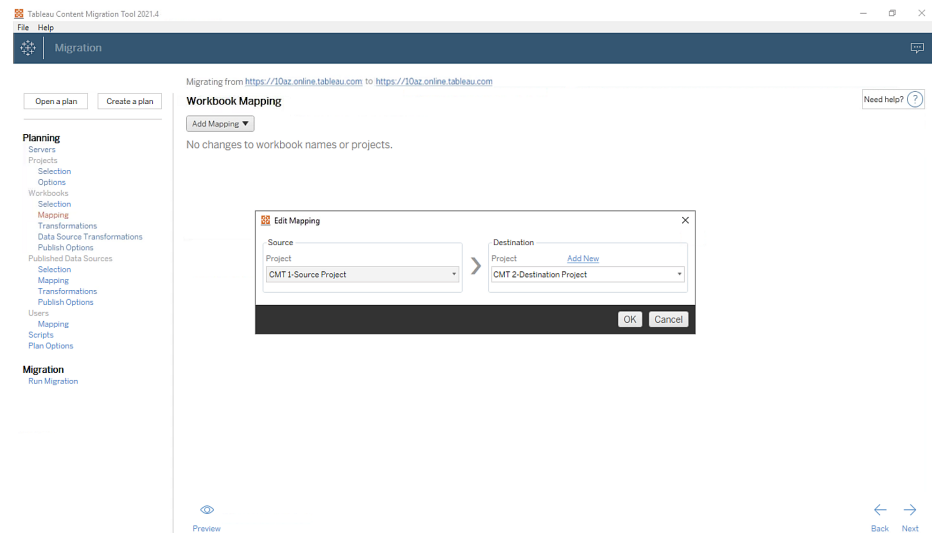 Tableau Content Migration Tool 2021.4
File Help
Migration
Migrating from https://10az.online.tableau.com to https://10az.online.tableau.com
Open a plan
Create a plan
Workbook Mapping
Need help? ?
Add Mapping
No changes to workbook names or projects.
Planning
Servers
Projects
Selection
Options
Workbooks
Selection
Mapping
Transformations
Data Source Transformations
Publish Options
Published Data Sources
Selection
Mapping
Transformations
Publish Options
Users
Mapping
Scripts
Plan Options
Migration
Run Migration
Edit Mapping
Source
Project
CMT 1-Source Project
Destination
Project Add New
CMT 2-Destination Project
OK Cancel
Preview
Back Next